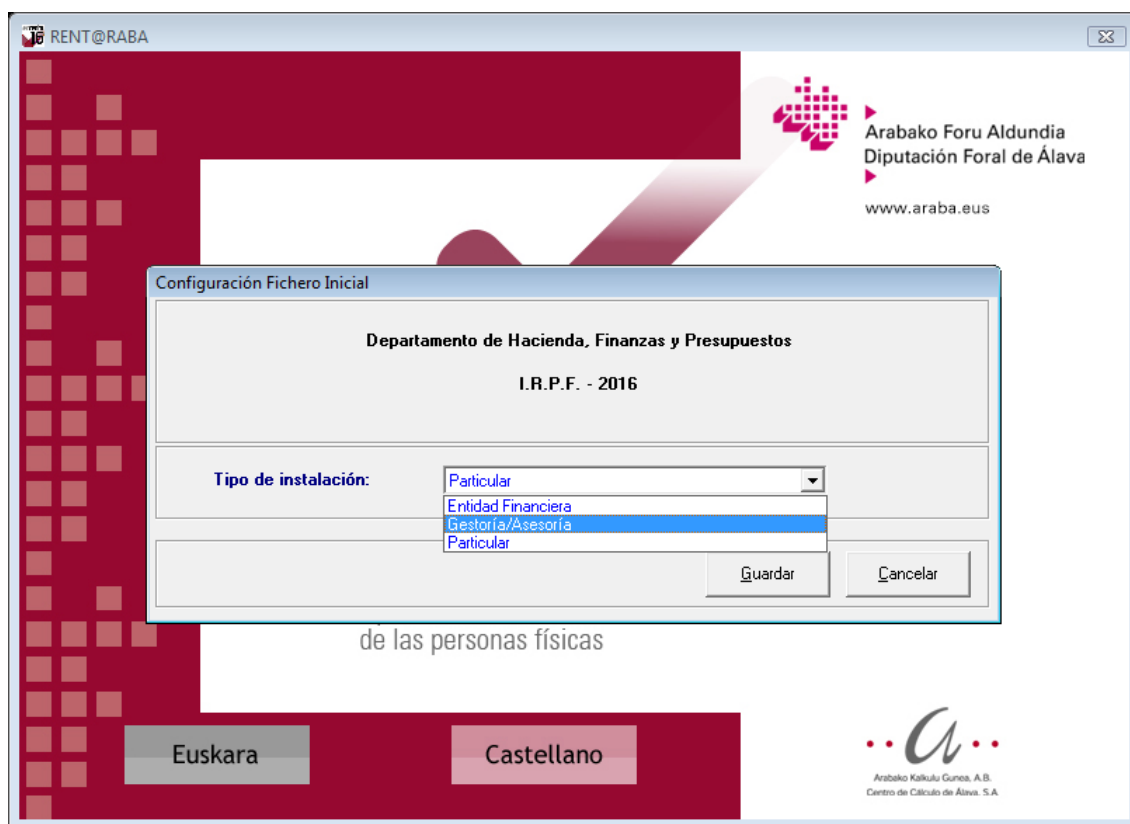 RENT@RABA
Arabako Foru Aldundia
Diputación Foral de Álava
www.araba.eus
Configuración Fichero Inicial
Departamento de Hacienda, Finanzas y Presupuestos
I.R.P.F. - 2016
Tipo de instalación:
Particular
Entidad Financiera
Gestoría/Asesoría
Particular
Guardar
Cancelar
de las personas físicas
Euskara
Castellano
Arabako Kalkulu Gunea, A.B.
Centro de Cálculo de Álava. S.A